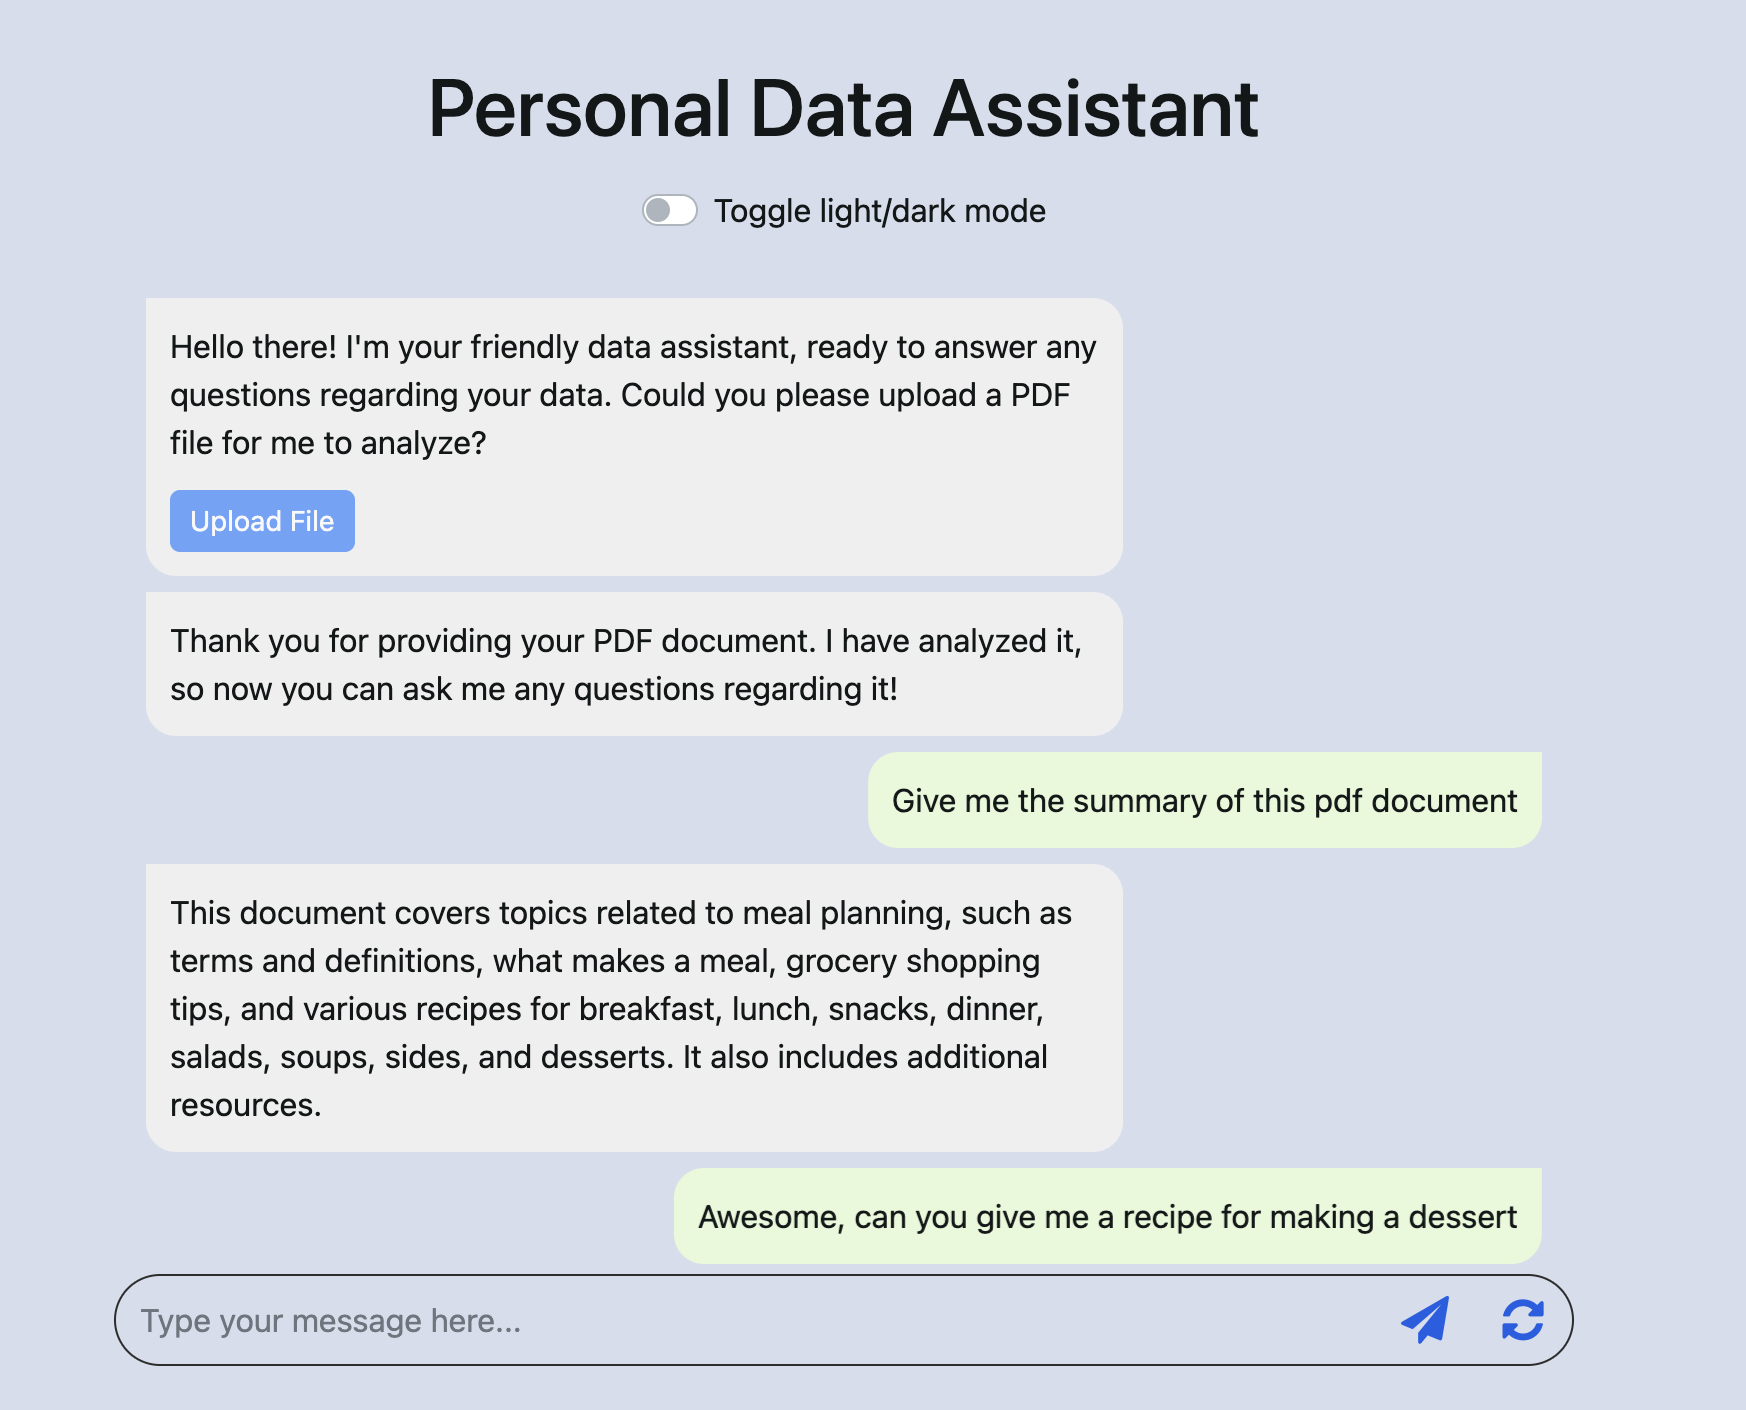 Personal Data Assistant
Toggle light/dark mode
Hello there! I'm your friendly data assistant, ready to answer any
questions regarding your data. Could you please upload a PDF
file for me to analyze?
Upload File
Thank you for providing your PDF document. I have analyzed it,
so now you can ask me any questions regarding it!
Give me the summary of this pdf document
This document covers topics related to meal planning, such as
terms and definitions, what makes a meal, grocery shopping
tips, and various recipes for breakfast, lunch, snacks, dinner,
salads, soups, sides, and desserts. It also includes additional
resources.
Awesome, can you give me a recipe for making a dessert
Type your message here...